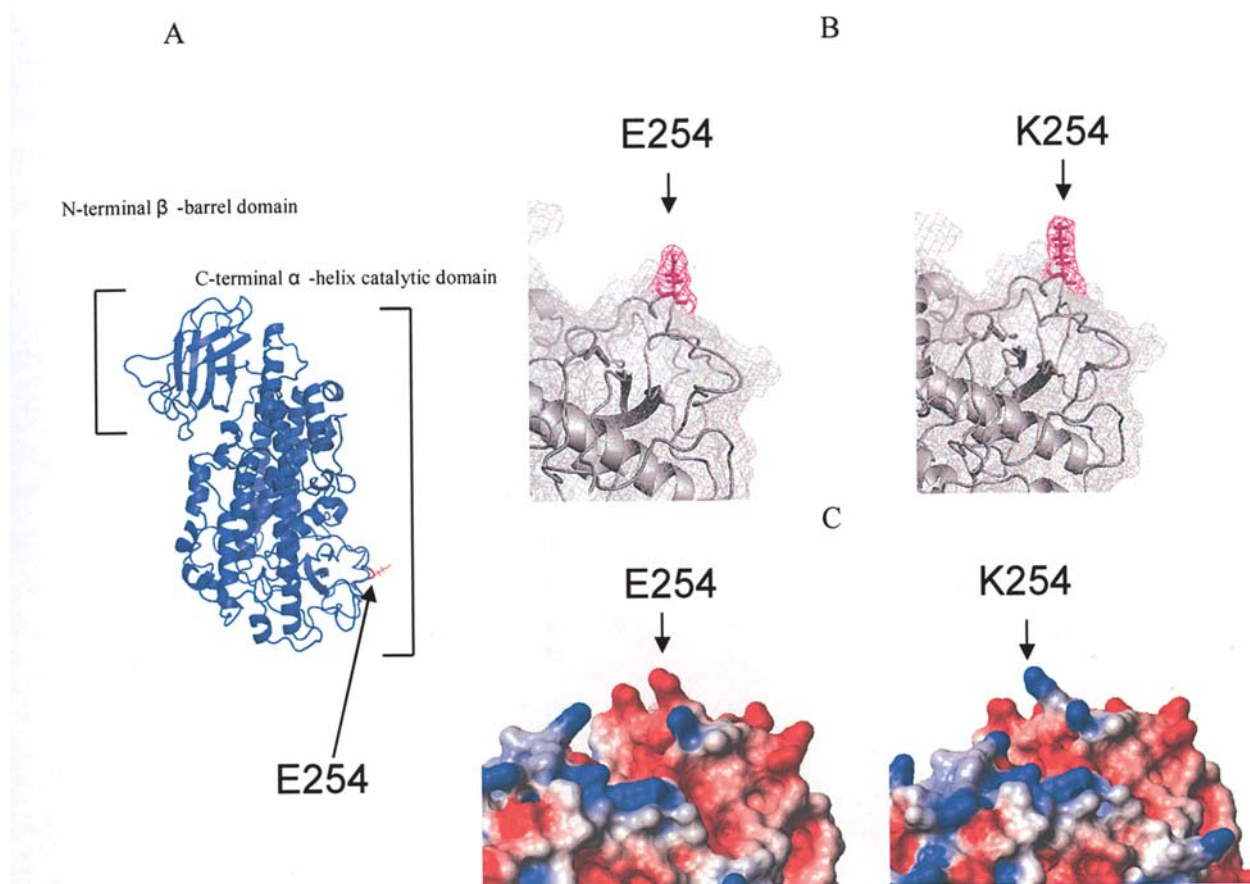 A
B
E254
K254
N-terminal β -barrel domain
C-terminal α -helix catalytic domain
C
E254
K254
E254